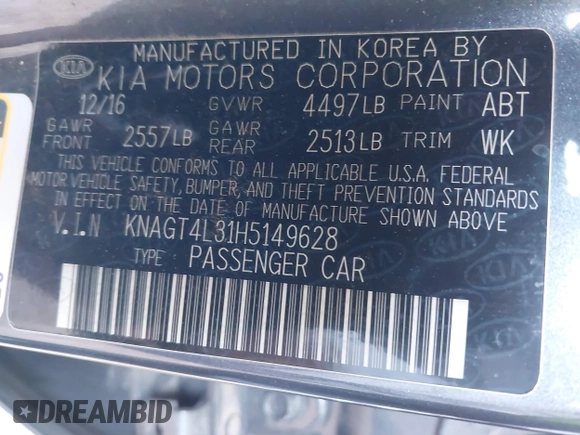 MANUFACTURED IN KOREA BY
KIA KIA MOTORS CORPORATION
12/16 GVWR 4497LB PAINT ABT
GAWR FRONT 2557LB GAWR REAR 2513LB TRIM WK
THIS VEHICLE CONFORMS TO ALL APPLICABLE U.S.A. FEDERAL
MOTOR VEHICLE SAFETY, BUMPER, AND THEFT PREVENTION STANDARDS
IN EFFECT ON THE DATE OF MANUFACTURE SHOWN ABOVE.
V.I.N KNAGT4L31H5149628
TYPE: PASSENGER CAR
DREAMBID